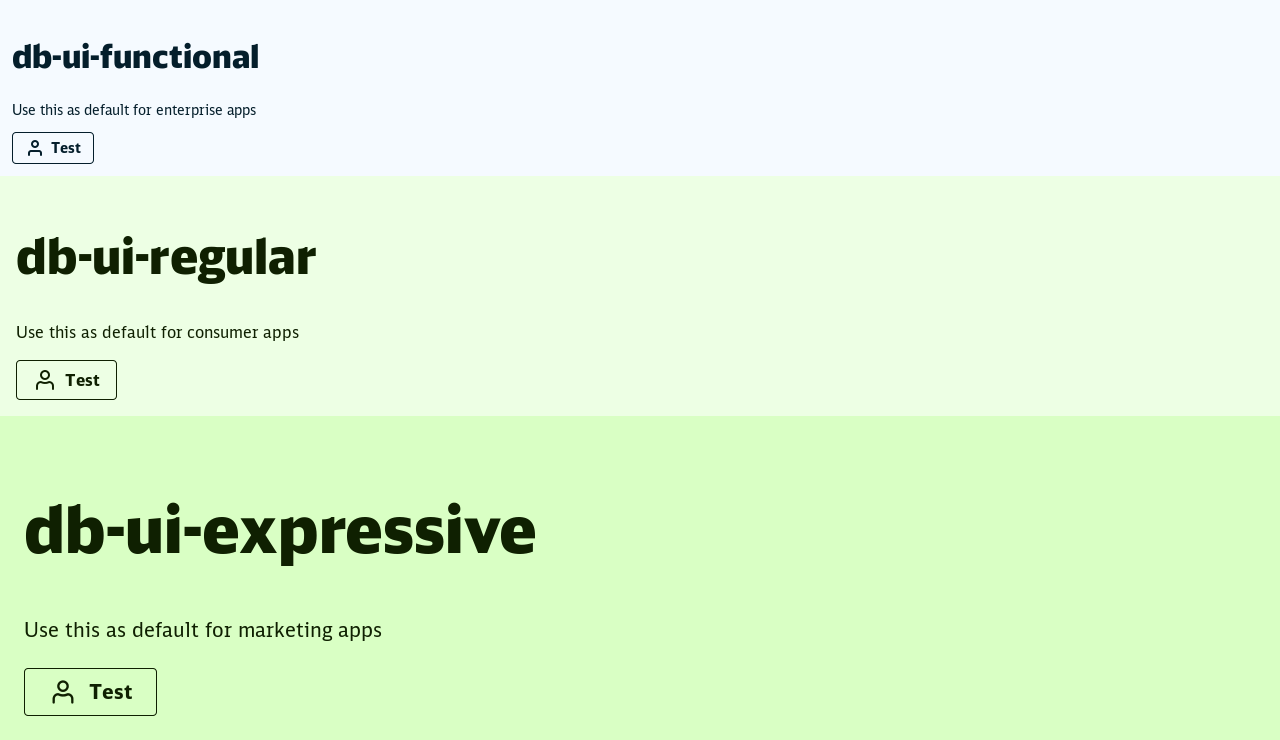 db-ui-functional
Use this as default for enterprise apps
Test
db-ui-regular
Use this as default for consumer apps
Test
db-ui-expressive
Use this as default for marketing apps
Test